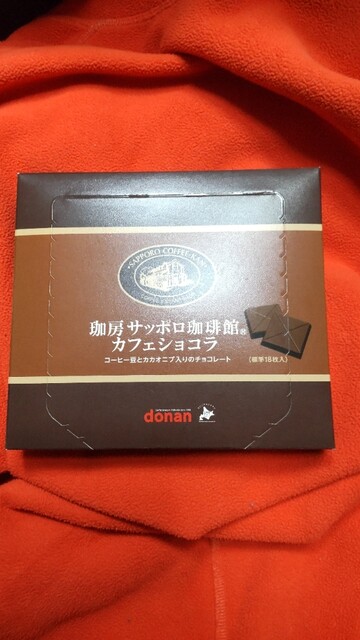 SAPPORO・COFFEE・KAN
珈房サッポロ珈琲館®
カフェショコラ
コーヒー豆とカカオニブ入りのチョコレート
(標準18枚入)
donan